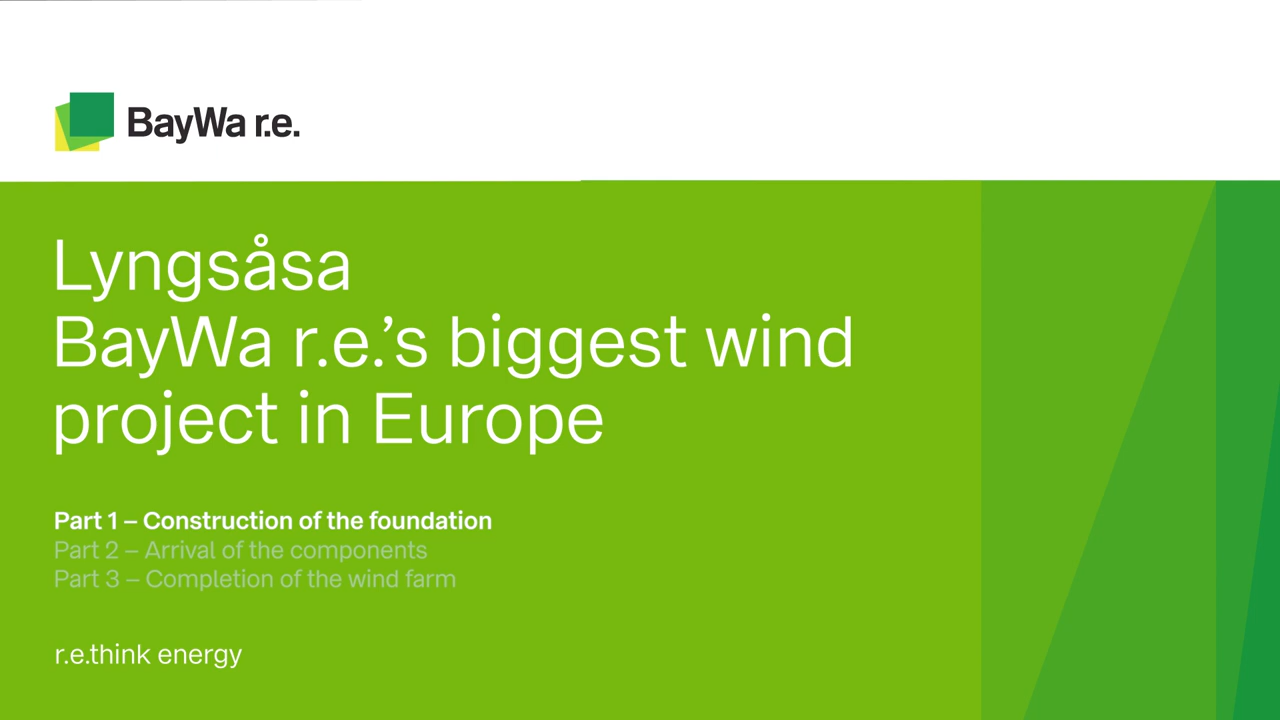 BayWa r.e.
Lyngsåsa
BayWa r.e.’s biggest wind
project in Europe
Part 1 – Construction of the foundation
Part 2 – Arrival of the components
Part 3 – Completion of the wind farm
r.e.think energy